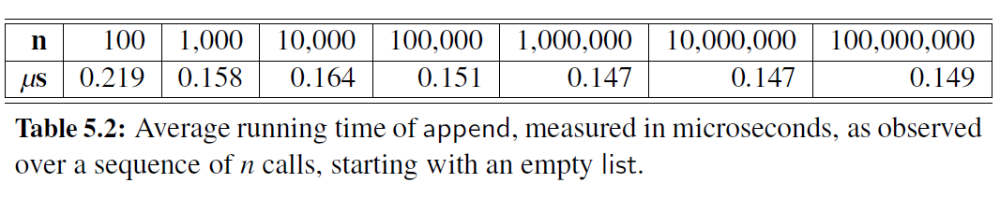 n 100 1,000 10,000 100,000 1,000,000 10,000,000 100,000,000
μs 0.219 0.158 0.164 0.151 0.147 0.147 0.149
Table 5.2: Average running time of append, measured in microseconds, as observed
over a sequence of n calls, starting with an empty list.